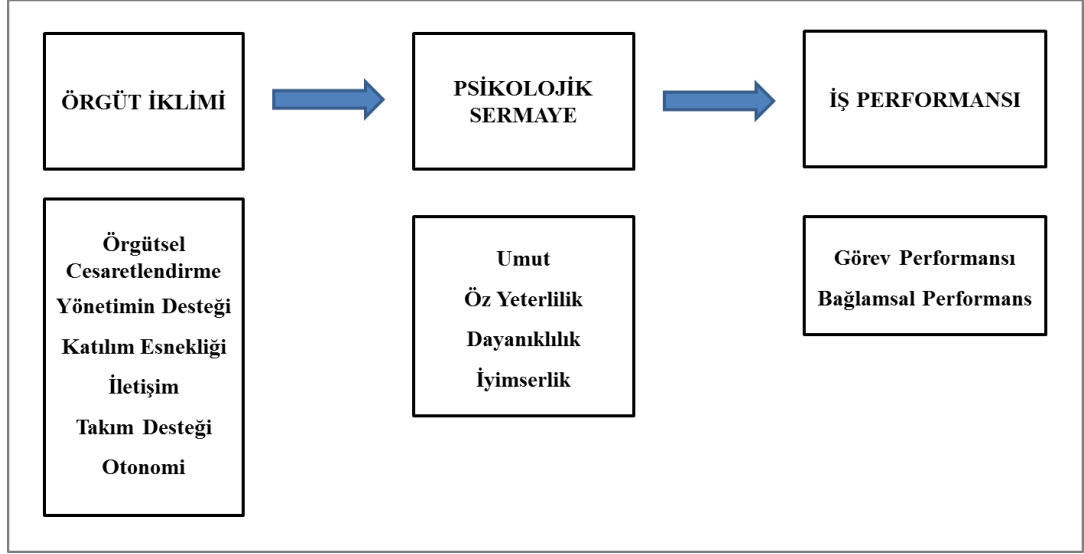 ÖRGÜT İKLİMİ
PSİKOLOJİK
SERMAYE
İŞ PERFORMANSI
Örgütsel
Cesaretlendirme
Yönetimin Desteği
Katılım Esnekliği
İletişim
Takım Desteği
Otonomi
Umut
Öz Yeterlilik
Dayanıklılık
İyimserlik
Görev Performansı
Bağlamsal Performans